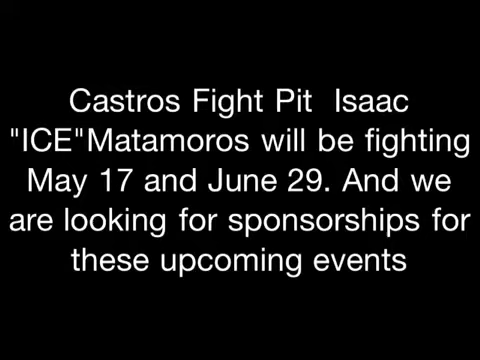 Castros Fight Pit  Isaac
"ICE"Matamoros will be fighting
May 17 and June 29. And we
are looking for sponsorships for
these upcoming events